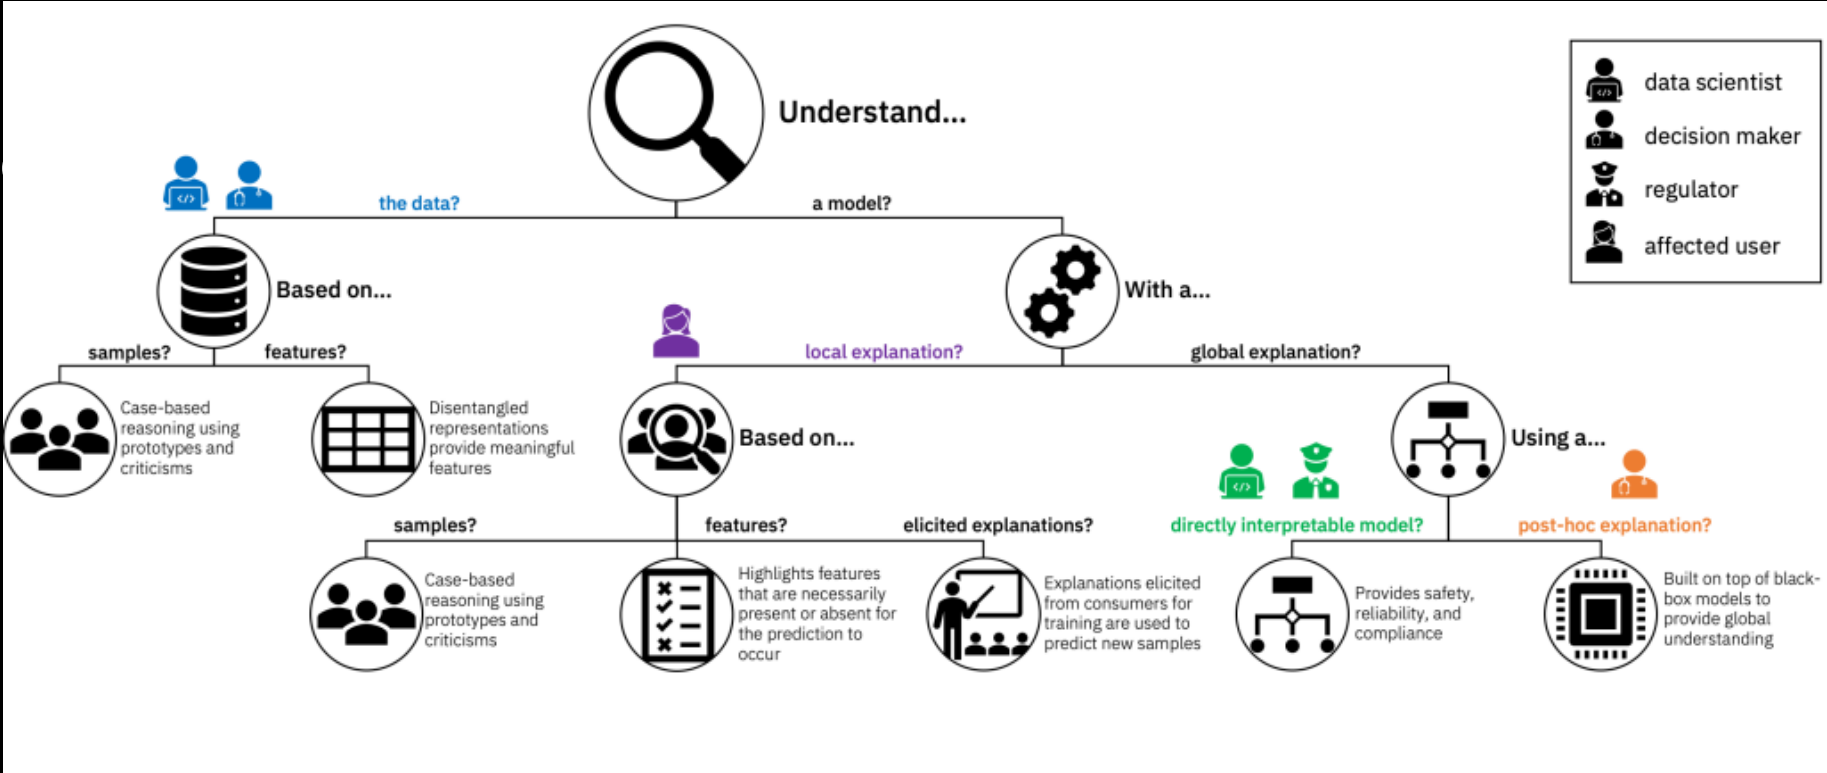 Understand...
data scientist
decision maker
regulator
affected user
the data?
a model?
Based on...
With a...
samples?
features?
local explanation?
global explanation?
Case-based
reasoning using
prototypes and
criticisms
Disentangled
representations
provide meaningful
features
Based on...
Using a...
samples?
features?
elicited explanations?
directly interpretable model?
post-hoc explanation?
Case-based
reasoning using
prototypes and
criticisms
Highlights features
that are necessarily
present or absent for
the prediction to
occur
Explanations elicited
from consumers for
training are used to
predict new samples
Provides safety,
reliability, and
compliance
Built on top of black-
box models to
provide global
understanding